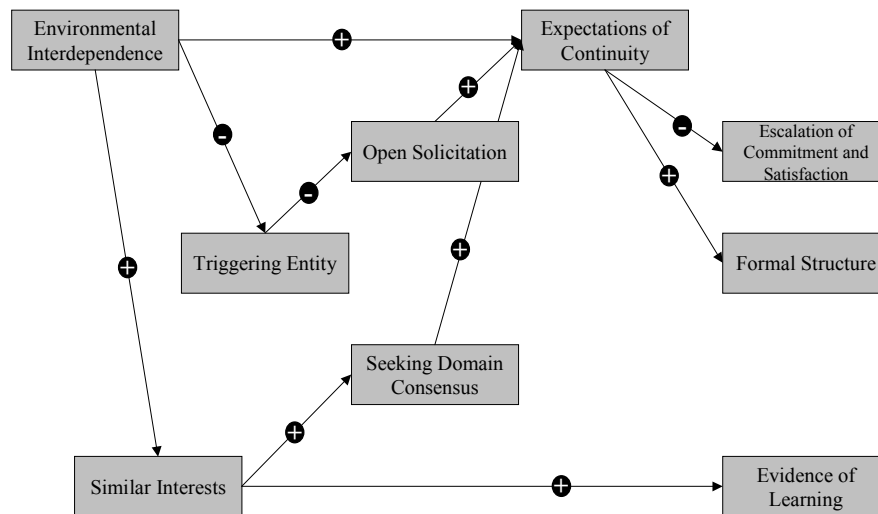 Environmental
Interdependence
+
Expectations of
Continuity
+
-
-
Open Solicitation
Escalation of
Commitment and
Satisfaction
+
-
Triggering Entity
+
+
Formal Structure
Seeking Domain
Consensus
+
Similar Interests
+
Evidence of
Learning